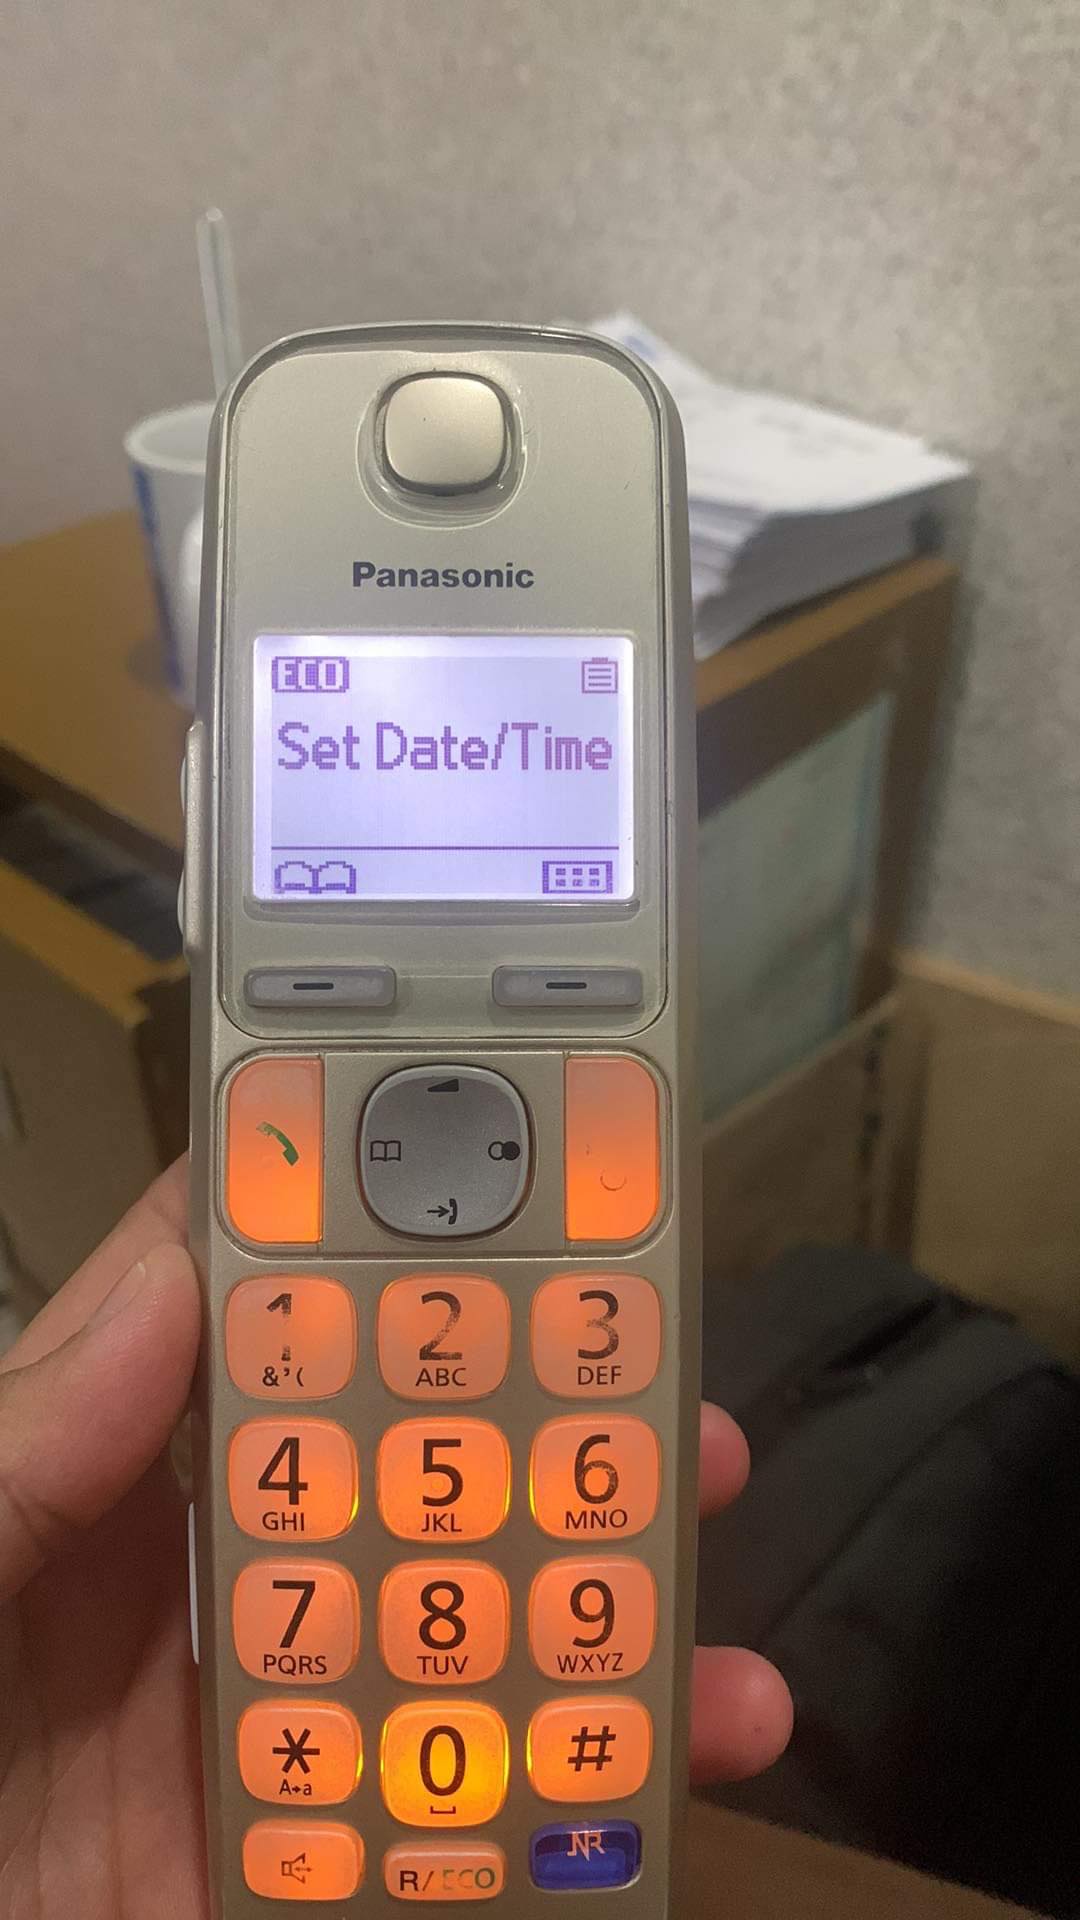 Panasonic
ECO
Set Date/Time
1 2 3
&'( ABC DEF
4 5 6
GHI JKL MNO
7 8 9
PQRS TUV WXYZ
* 0 #
A→a
R/ECO NR